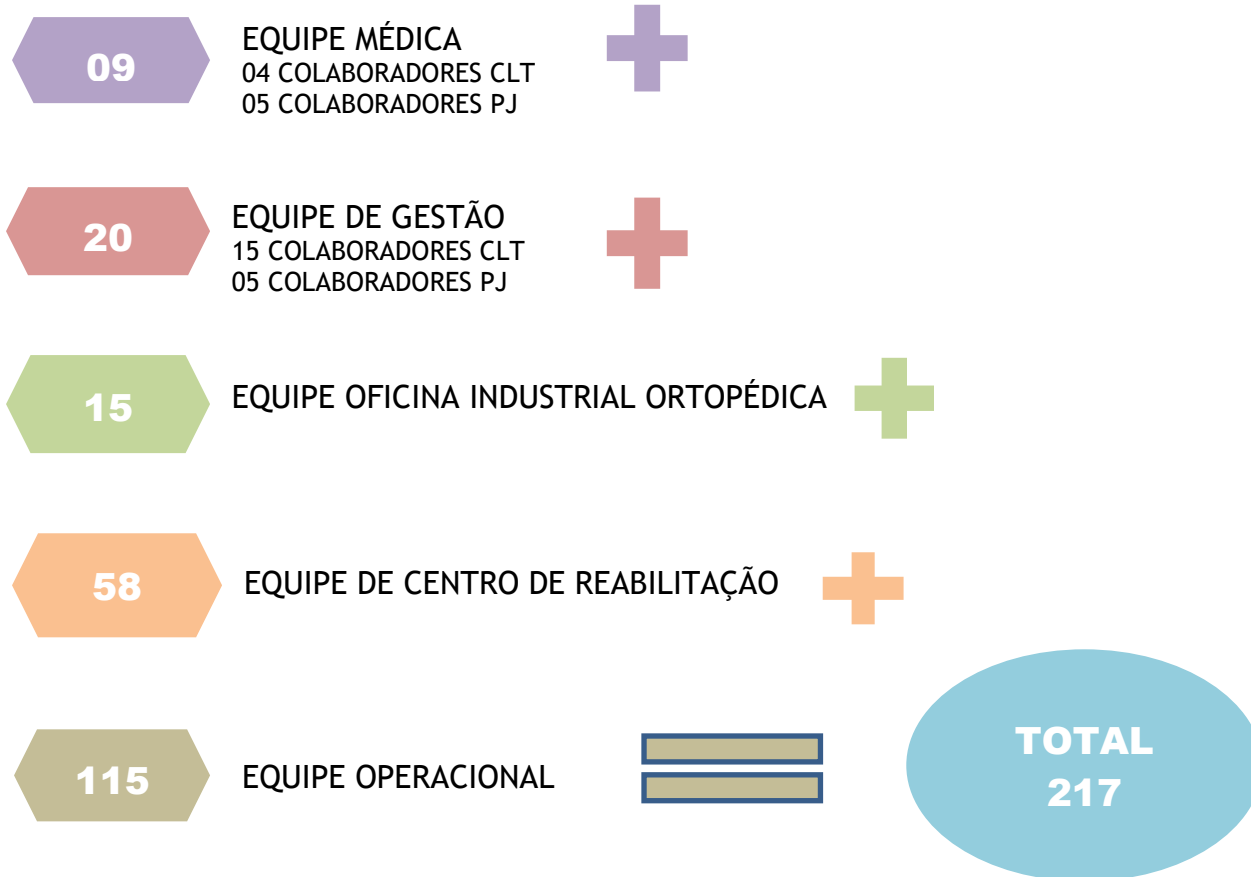 09
EQUIPE MÉDICA
04 COLABORADORES CLT
05 COLABORADORES PJ
20
EQUIPE DE GESTÃO
15 COLABORADORES CLT
05 COLABORADORES PJ
15
EQUIPE OFICINA INDUSTRIAL ORTOPÉDICA
58
EQUIPE DE CENTRO DE REABILITAÇÃO
115
EQUIPE OPERACIONAL
TOTAL
217